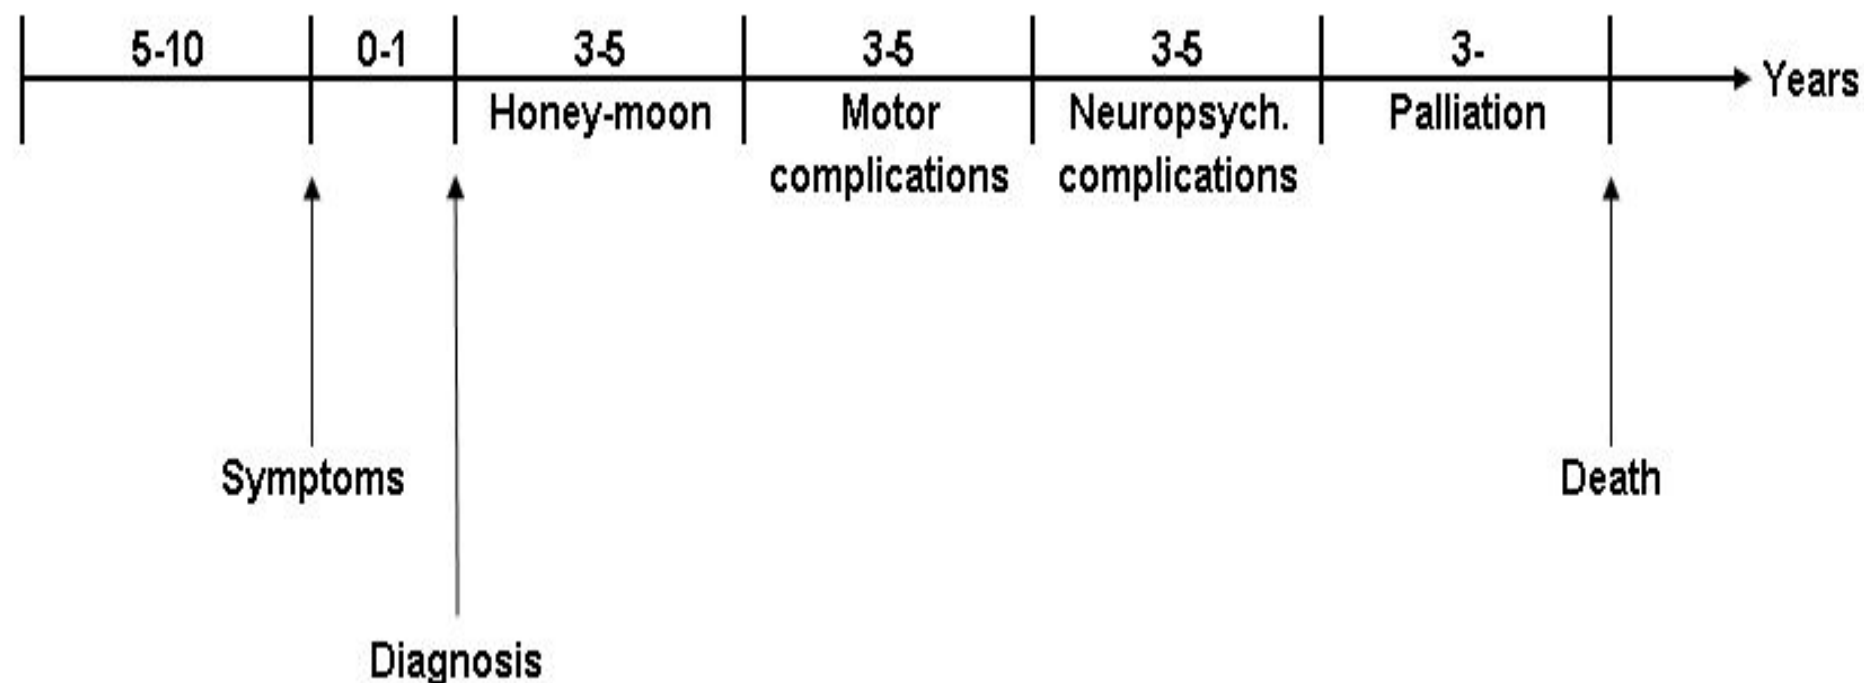 5-10 0-1 3-5 3-5 3-5 3-
Years
Honey-moon Motor Neuropsych. Palliation
complications complications
Symptoms Death
Diagnosis